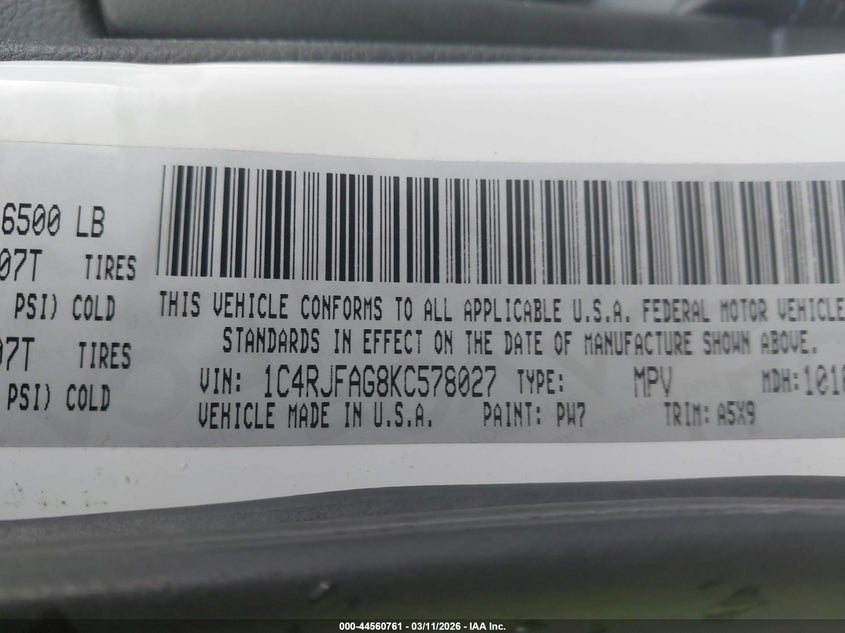 6500 LB
07T TIRES
PSI) COLD
07T TIRES
PSI) COLD
THIS VEHICLE CONFORMS TO ALL APPLICABLE U.S.A. FEDERAL MOTOR VEHICLE
STANDARDS IN EFFECT ON THE DATE OF MANUFACTURE SHOWN ABOVE.
VIN: 1C4RJFAG8KC578027 TYPE: MPV MDH: 101
VEHICLE MADE IN U.S.A. PAINT: PW7 TRIM: A5X9
000-44560761 - 03/11/2026 - IAA Inc.